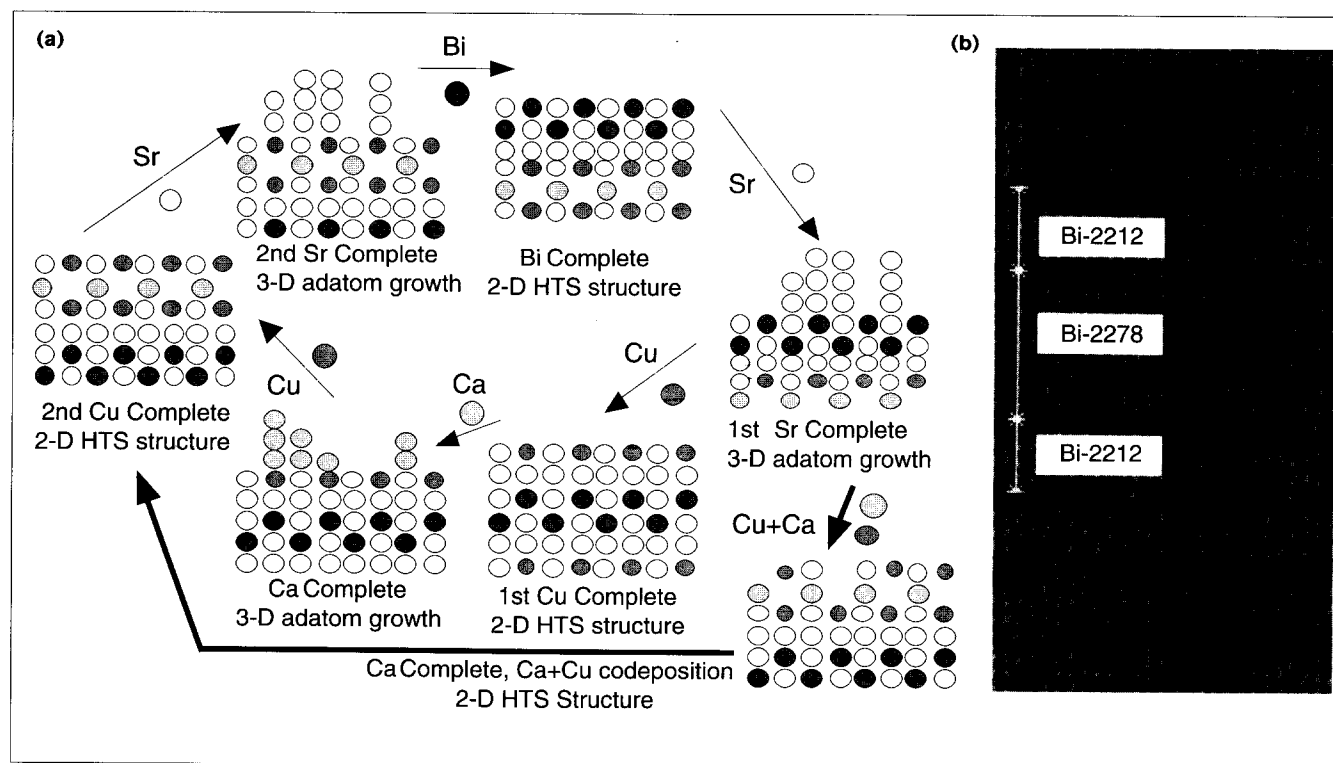 (a)
Bi
(b)
Sr
Sr
2nd Sr Complete
3-D adatom growth
Bi Complete
2-D HTS structure
Bi-2212
Bi-2278
Bi-2212
Cu
Ca
Cu
2nd Cu Complete
2-D HTS structure
1st Sr Complete
3-D adatom growth
Cu+Ca
Ca Complete
3-D adatom growth
1st Cu Complete
2-D HTS structure
Ca Complete, Ca+Cu codeposition
2-D HTS Structure